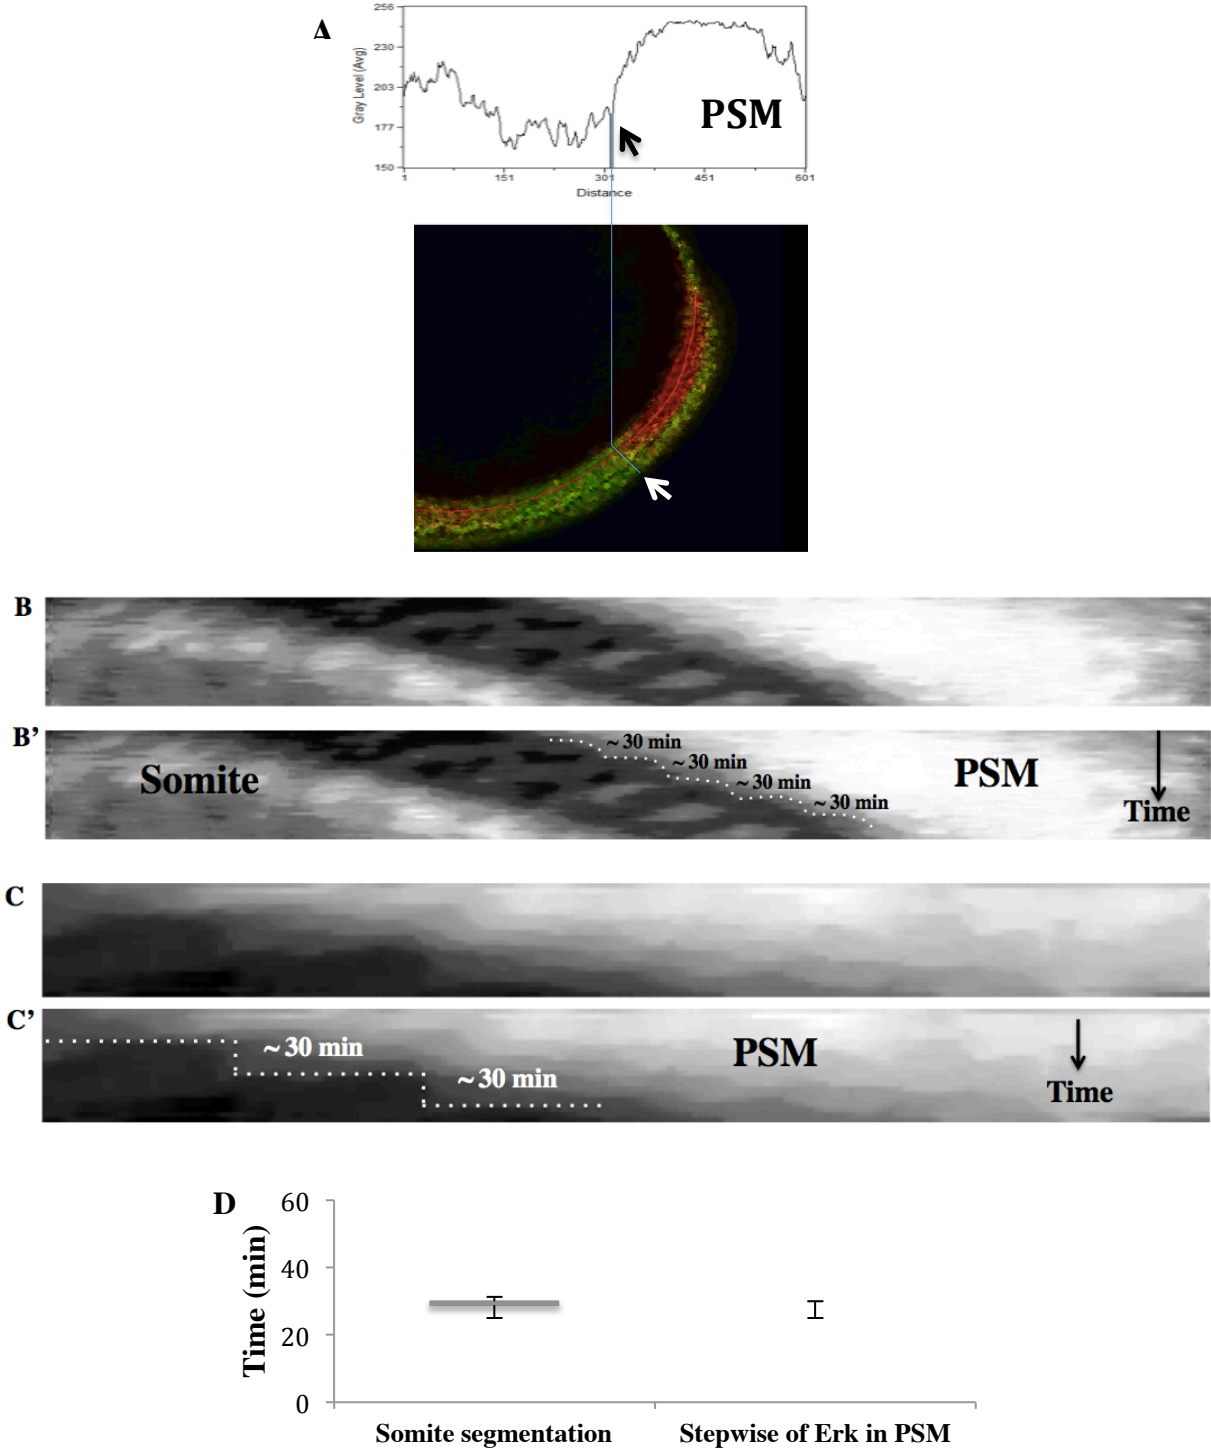 A
256
230
203
177
150
Gray Level (Avg)
PSM
1 151 301 451 601
Distance
B
B’
~ 30 min
~ 30 min
~ 30 min
~ 30 min
Somite
PSM
Time
C
C’
~ 30 min
~ 30 min
PSM
Time
D
60
40
20
0
Time (min)
Somite segmentation
Stepwise of Erk in PSM